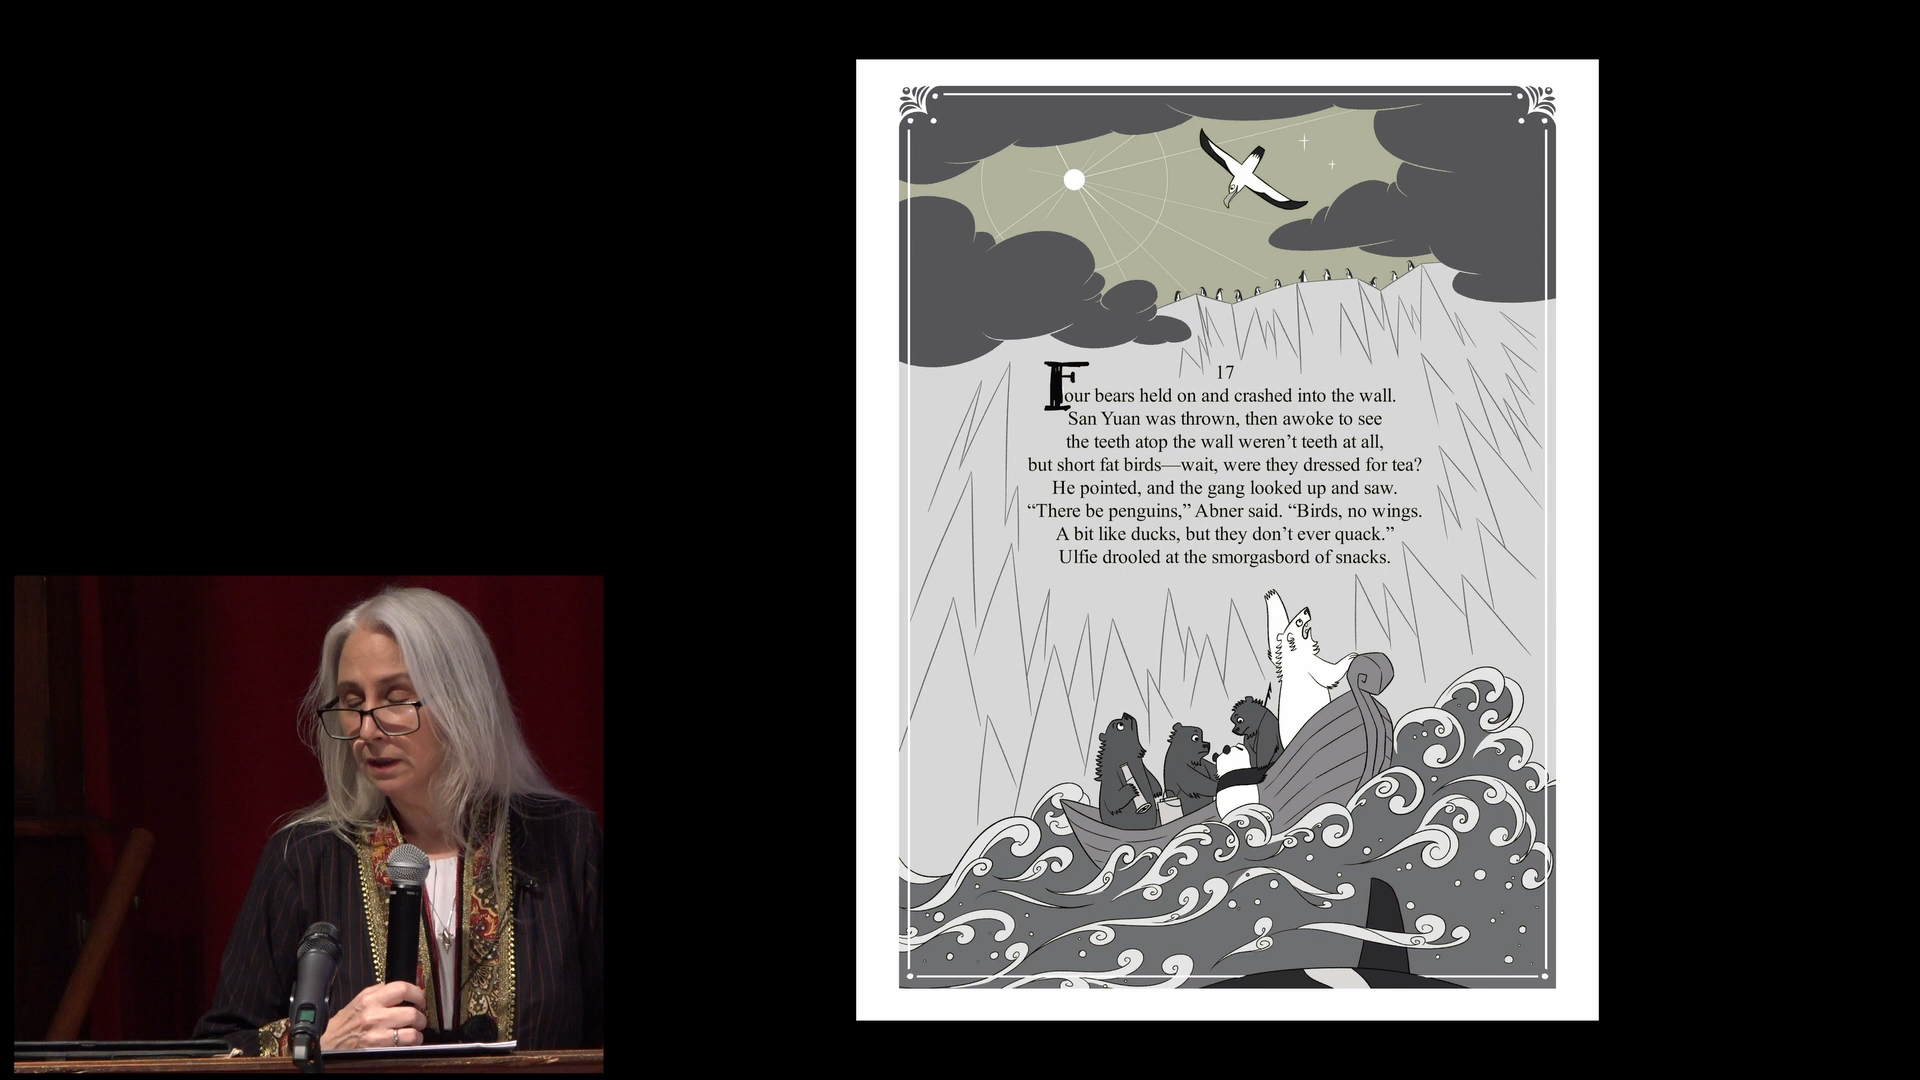 17
Four bears held on and crashed into the wall.
San Yuan was thrown, then awoke to see
the teeth atop the wall weren’t teeth at all,
but short fat birds—wait, were they dressed for tea?
He pointed, and the gang looked up and saw.
“There be penguins,” Abner said. “Birds, no wings.
A bit like ducks, but they don’t ever quack.”
Ulfie drooled at the smorgasbord of snacks.